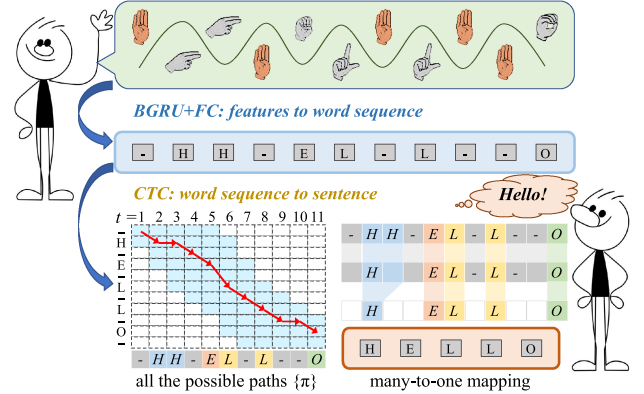 BGRU+FC: features to word sequence
- H H - E L - L - - O
CTC: word sequence to sentence
Hello!
t = 1 2 3 4 5 6 7 8 9 10 11
-
H
-
E
-
L
-
L
-
O
-
- H H - E L - L - - O
all the possible paths {π}
- H H - E L - L - - O
- H - E L - L - - O
H E L L O
H E L L O
many-to-one mapping